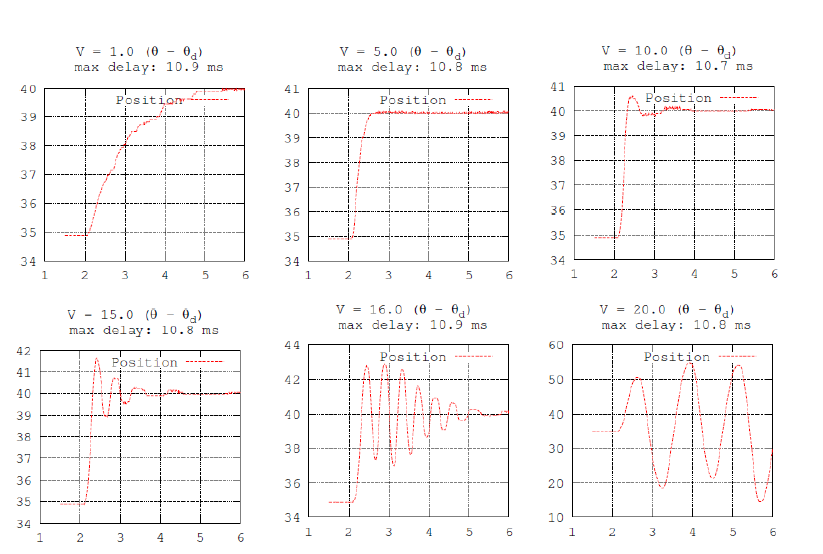 V = 1.0 (θ - θd)
max delay: 10.9 ms
40
39
38
37
36
35
34
Position
1 2 3 4 5 6
V = 5.0 (θ - θd)
max delay: 10.8 ms
41
40
39
38
37
36
35
34
Position
1 2 3 4 5 6
V = 10.0 (θ - θd)
max delay: 10.7 ms
41
40
39
38
37
36
35
34
Position
1 2 3 4 5 6
V - 15.0 (θ - θd)
max delay: 10.8 ms
42
41
40
39
38
37
36
35
34
Position
1 2 3 4 5 6
V = 16.0 (θ - θd)
max delay: 10.9 ms
44
42
40
38
36
34
Position
1 2 3 4 5 6
V = 20.0 (θ - θd)
max delay: 10.8 ms
60
50
40
30
20
10
Position
1 2 3 4 5 6